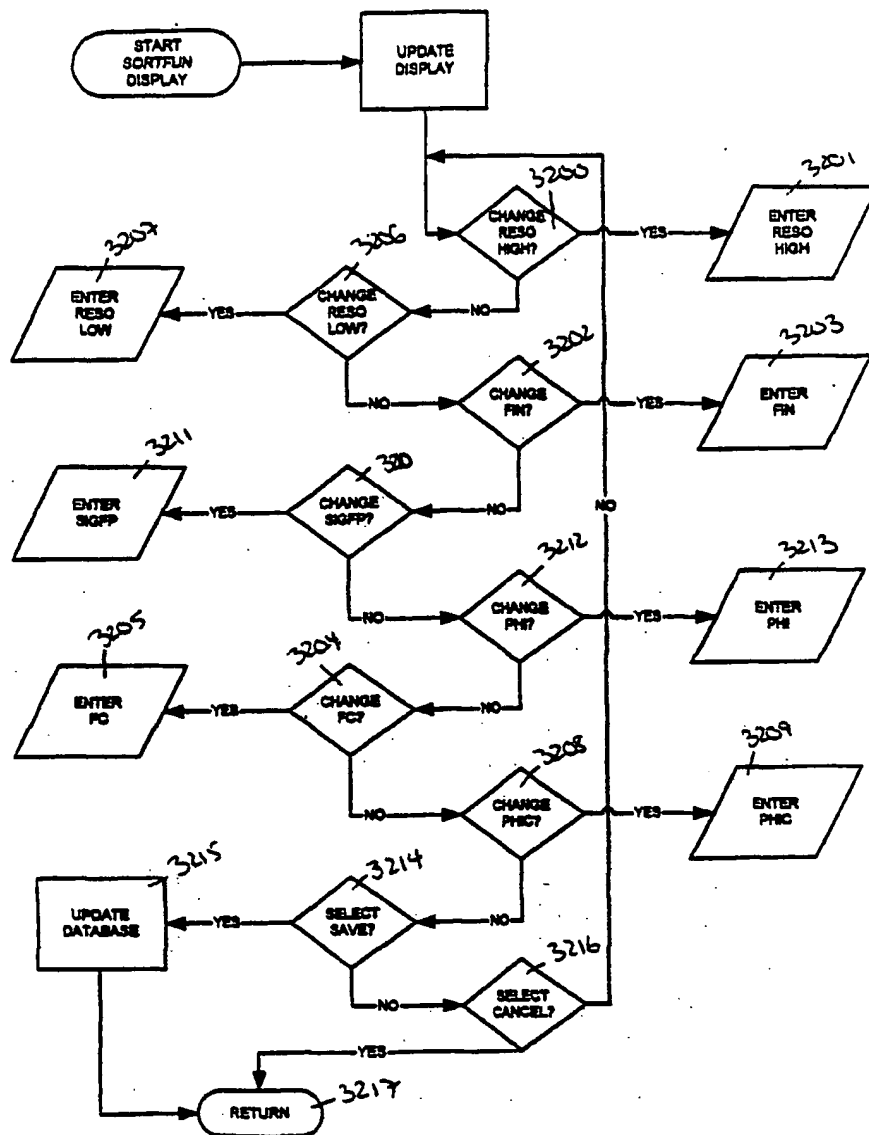 START
SORTFUN
DISPLAY
UPDATE
DISPLAY
3200
CHANGE
RESO
HIGH?
YES
3201
ENTER
RESO
HIGH
NO
3206
CHANGE
RESO
LOW?
YES
3207
ENTER
RESO
LOW
NO
3202
CHANGE
FIN?
YES
3203
ENTER
FIN
NO
320
CHANGE
SIGFP?
YES
3211
ENTER
SIGFP
NO
NO
3212
CHANGE
PHI?
YES
3213
ENTER
PHI
NO
3204
CHANGE
FC?
YES
3205
ENTER
FC
NO
3208
CHANGE
PHIC?
YES
3209
ENTER
PHIC
NO
3214
SELECT
SAVE?
YES
3215
UPDATE
DATABASE
NO
3216
SELECT
CANCEL?
YES
RETURN
3217